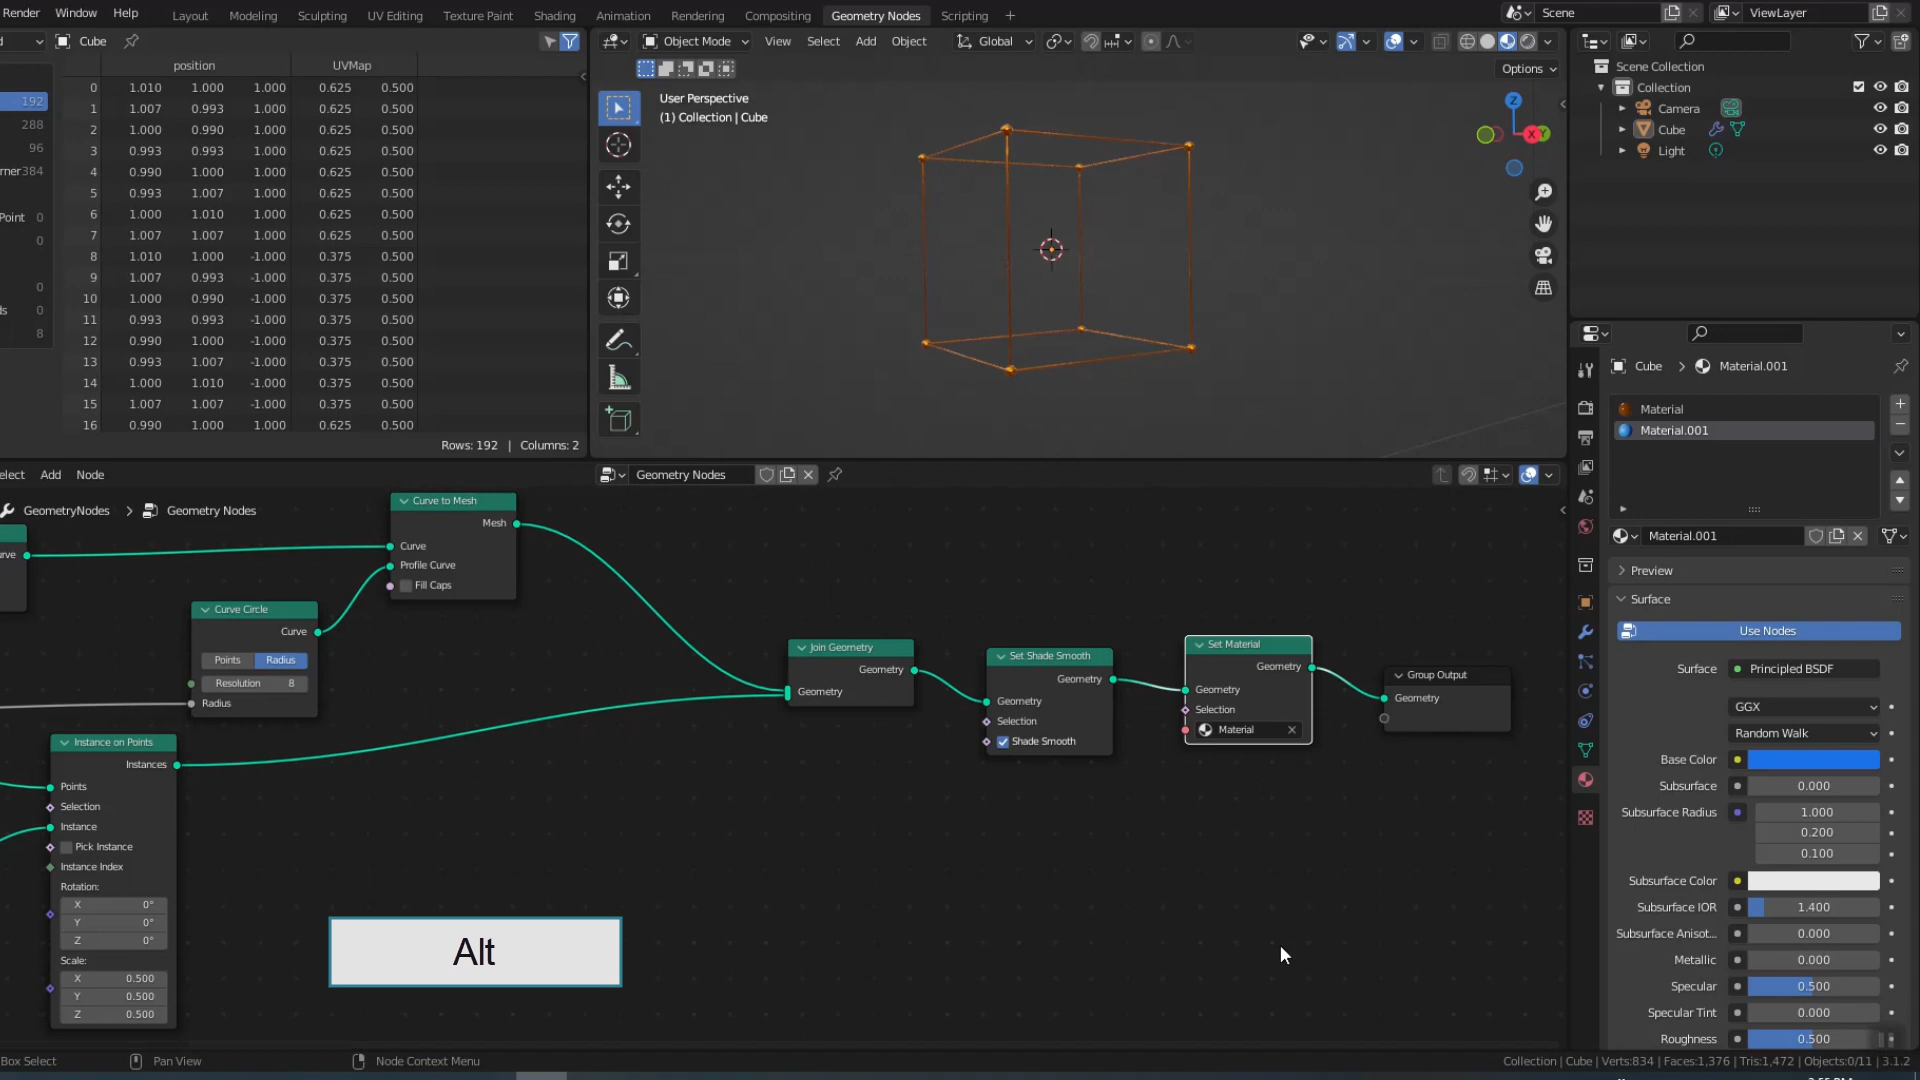 Render Window Help Layout Modeling Sculpting UV Editing Texture Paint Shading Animation Rendering Compositing Geometry Nodes Scripting + Scene ViewLayer
Cube
position UVMap
0 1.010 1.000 1.000 0.625 0.500
1 1.007 0.993 1.000 0.625 0.500
2 1.000 0.990 1.000 0.625 0.500
3 0.993 0.993 1.000 0.625 0.500
4 0.990 1.000 1.000 0.625 0.500
5 0.993 1.007 1.000 0.625 0.500
6 1.000 1.010 1.000 0.625 0.500
7 1.007 1.007 1.000 0.625 0.500
8 1.010 1.000 -1.000 0.375 0.500
9 1.007 0.993 -1.000 0.375 0.500
10 1.000 0.990 -1.000 0.375 0.500
11 0.993 0.993 -1.000 0.375 0.500
12 0.990 1.000 -1.000 0.375 0.500
13 0.993 1.007 -1.000 0.375 0.500
14 1.000 1.010 -1.000 0.375 0.500
15 1.007 1.007 -1.000 0.375 0.500
16 0.990 1.000 1.000 0.625 0.500
192
288
96
rner384
Point 0
0
0
ds 0
8
Rows: 192 | Columns: 2
Object Mode View Select Add Object Global
Options
User Perspective
(1) Collection | Cube
Z
X
Y
Scene Collection
Collection
Camera
Cube
Light
elect Add Node
Geometry Nodes
GeometryNodes > Geometry Nodes
rve
Curve to Mesh
Mesh
Curve
Profile Curve
Fill Caps
Curve Circle
Curve
Points Radius
Resolution 8
Radius
Instance on Points
Instances
Points
Selection
Instance
Pick Instance
Instance Index
Rotation:
X 0°
Y 0°
Z 0°
Scale:
X 0.500
Y 0.500
Z 0.500
Join Geometry
Geometry
Geometry
Set Shade Smooth
Geometry
Geometry
Selection
Shade Smooth
Set Material
Geometry
Geometry
Selection
Material
Group Output
Geometry
Alt
Cube > Material.001
Material
Material.001
Material.001
Preview
Surface
Use Nodes
Surface Principled BSDF
GGX
Random Walk
Base Color
Subsurface 0.000
Subsurface Radius 1.000
0.200
0.100
Subsurface Color
Subsurface IOR 1.400
Subsurface Anisot... 0.000
Metallic 0.000
Specular 0.500
Specular Tint 0.000
Roughness 0.500
Box Select Pan View Node Context Menu
Collection | Cube | Verts:834 | Faces:1,376 | Tris:1,472 | Objects:0/11 | 3.1.2